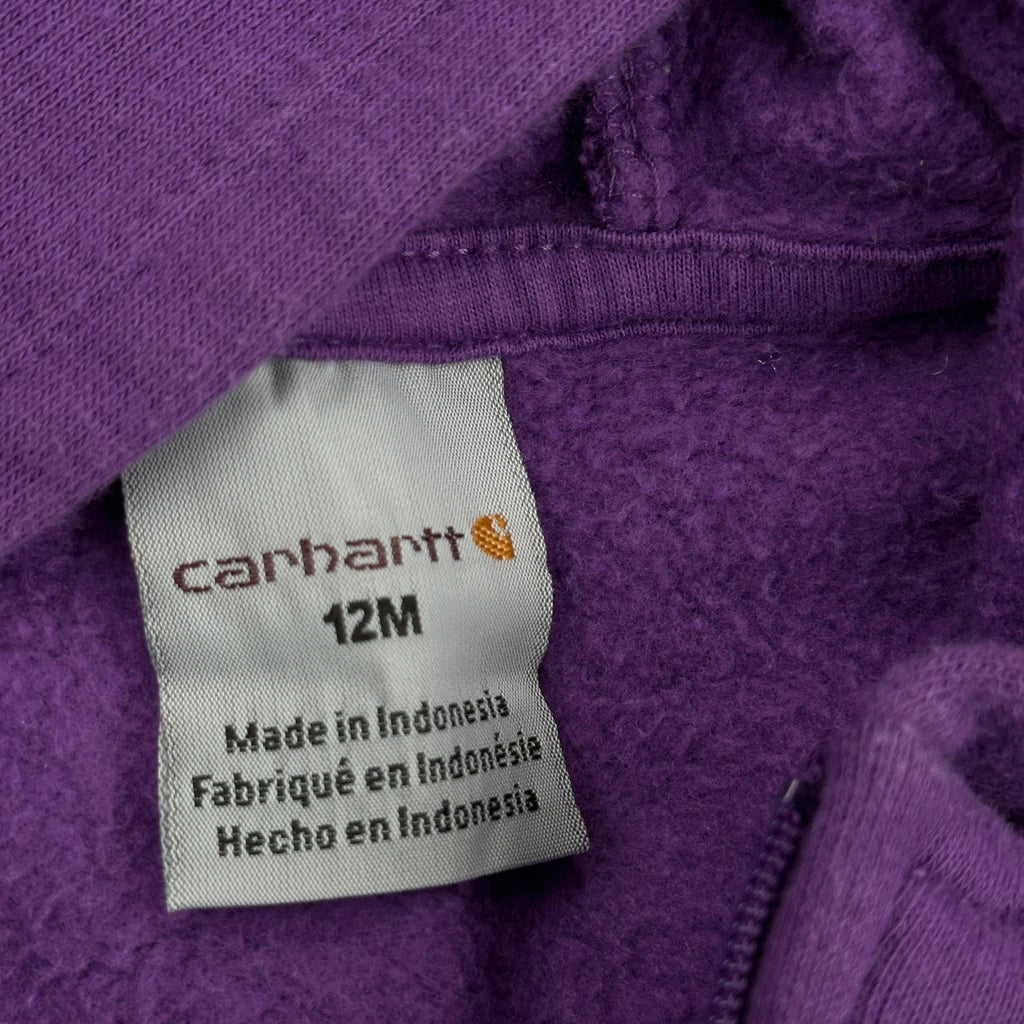 carhartt
12M
Made in Indonesia
Fabriqué en Indonésie
Hecho en Indonesia